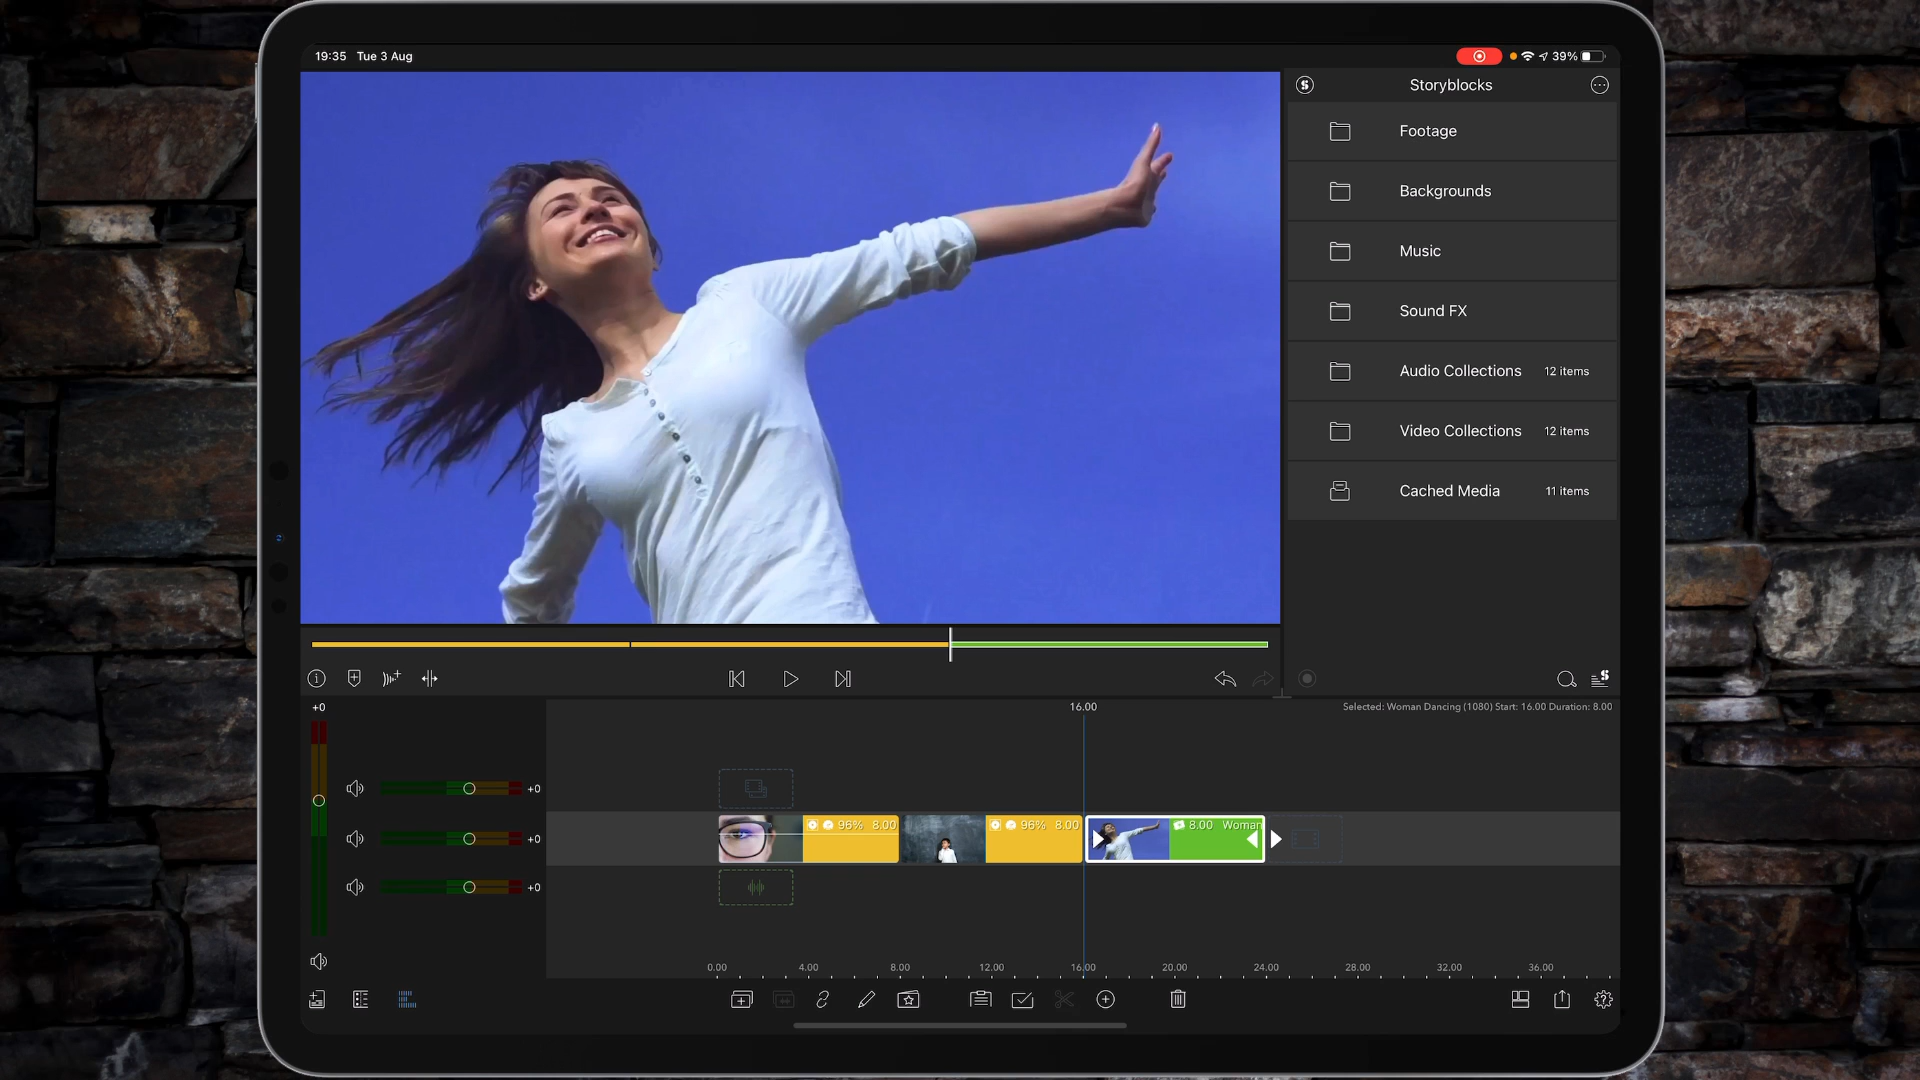 19:35 Tue 3 Aug
39%
Storyblocks
Footage
Backgrounds
Music
Sound FX
Audio Collections 12 items
Video Collections 12 items
Cached Media 11 items
+0
16.00
Selected: Woman Dancing (1080) Start: 16.00 Duration: 8.00
+0
96% 8.00
96% 8.00
8.00 Woman
+0
+0
0.00 4.00 8.00 12.00 16.00 20.00 24.00 28.00 32.00 36.00